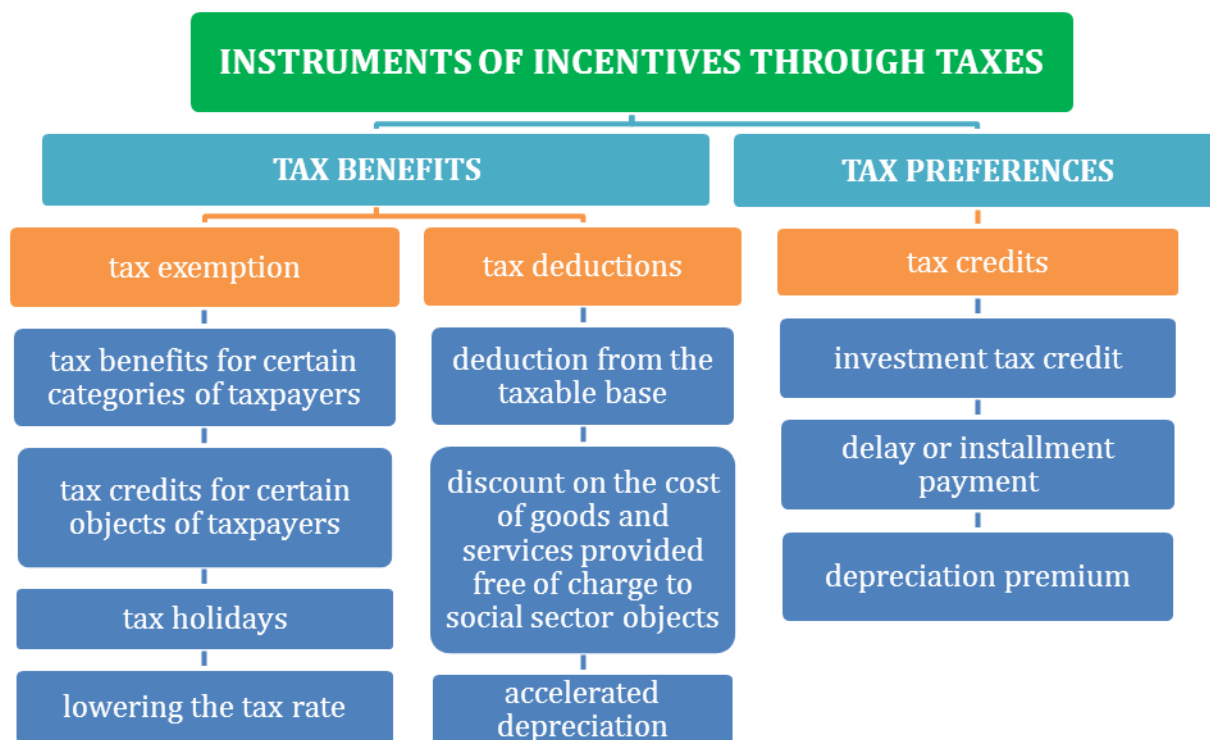 INSTRUMENTS OF INCENTIVES THROUGH TAXES
TAX BENEFITS
TAX PREFERENCES
tax exemption
tax deductions
tax credits
tax benefits for certain
categories of taxpayers
tax credits for certain
objects of taxpayers
tax holidays
lowering the tax rate
deduction from the
taxable base
discount on the cost
of goods and
services provided
free of charge to
social sector objects
accelerated
depreciation
investment tax credit
delay or installment
payment
depreciation premium